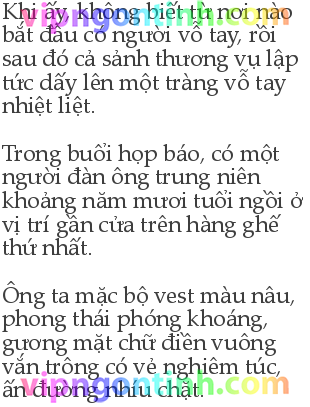 Khi ấy, không biết từ nơi nào
bắt đầu có người vỗ tay, rồi
sau đó cả sảnh thương vụ lập
tức dấy lên một tràng vỗ tay
nhiệt liệt.
Trong buổi họp báo, có một
người đàn ông trung niên
khoảng năm mươi tuổi ngồi ở
vị trí gần cửa trên hàng ghế
thứ nhất.
Ông ta mặc bộ vest màu nâu,
phong thái phóng khoáng,
gương mặt chữ điền vuông
vắn trông có vẻ nghiêm túc,
ấn đường nhíu chặt.
vipngontinh.com
vipngontinh.com